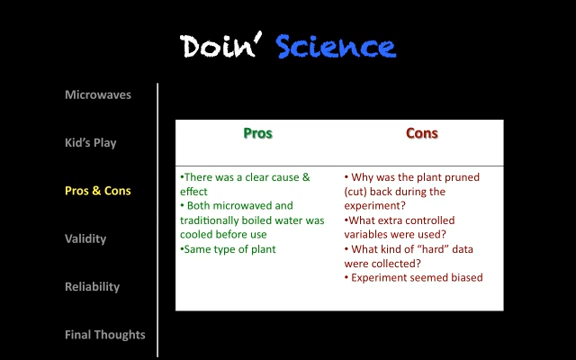 Doin’ Science
Microwaves
Kid’s Play
Pros & Cons
Validity
Reliability
Final Thoughts
Pros
•There was a clear cause &
effect
• Both microwaved and
traditionally boiled water was
cooled before use
•Same type of plant
Cons
• Why was the plant pruned
(cut) back during the
experiment?
•What extra controlled
variables were used?
• What kind of “hard” data
were collected?
• Experiment seemed biased